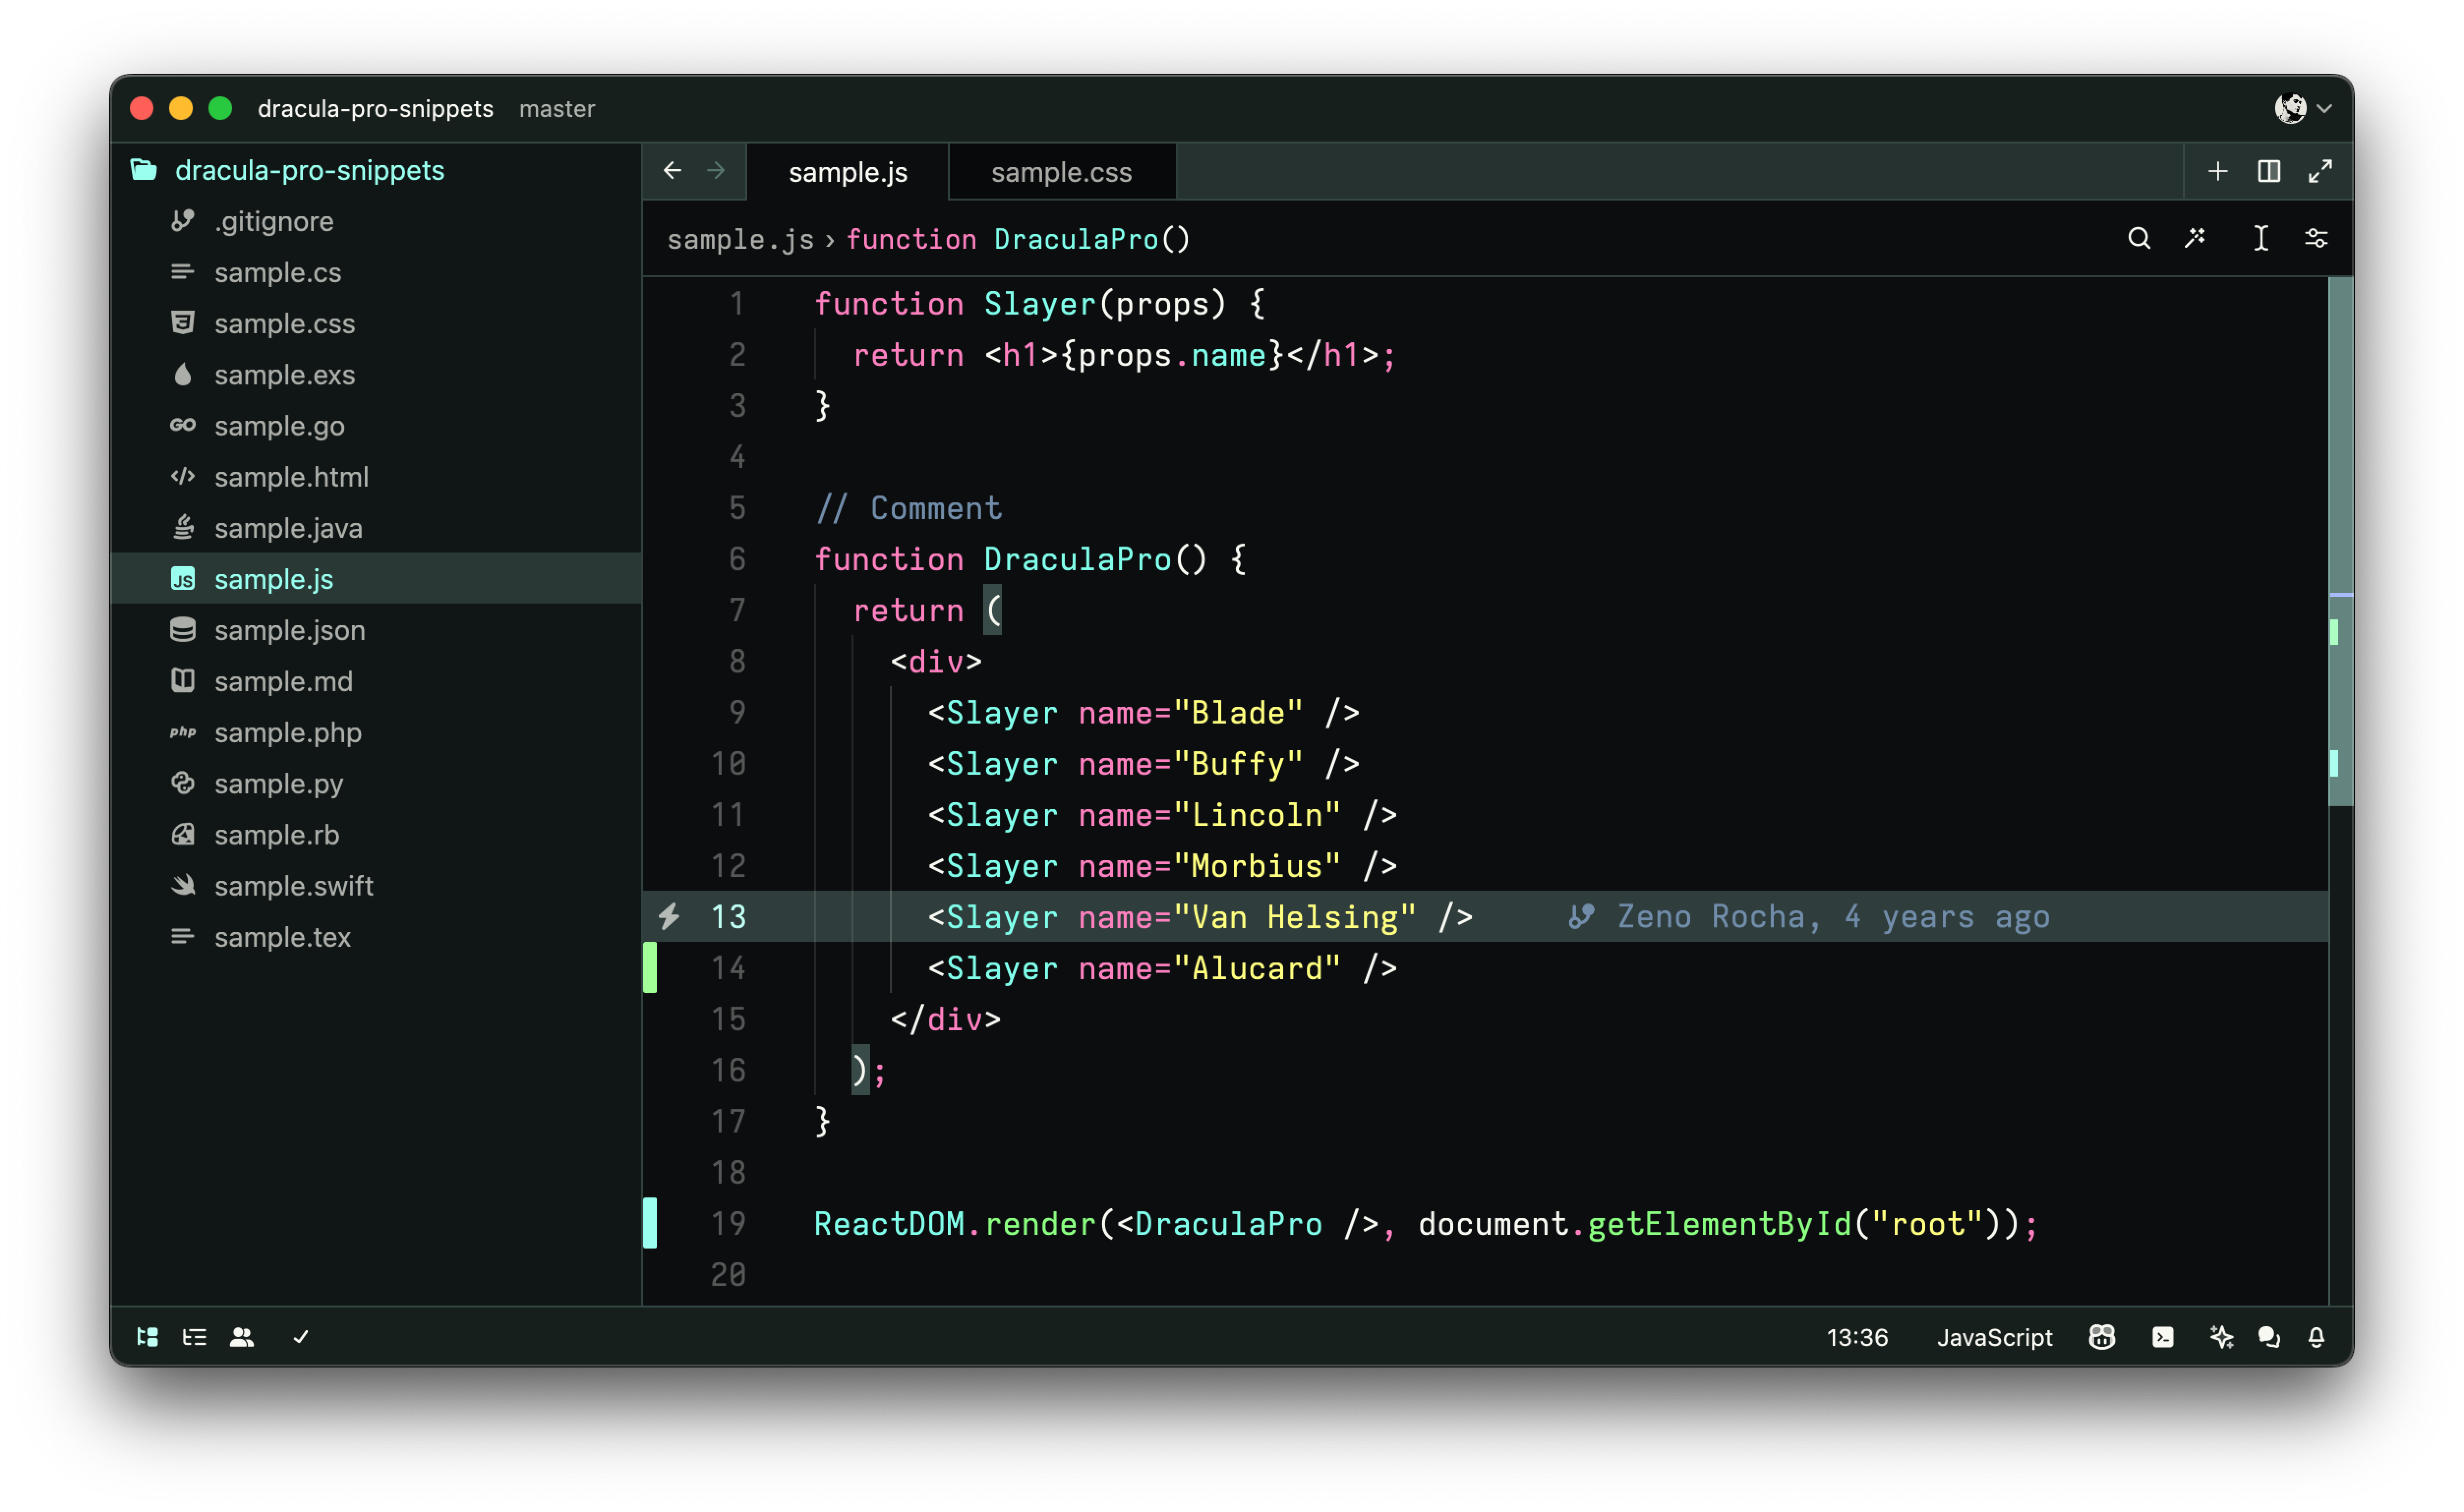 dracula-pro-snippets master
dracula-pro-snippets
.gitignore
sample.cs
sample.css
sample.exs
GO sample.go
sample.html
sample.java
JS sample.js
sample.json
sample.md
php sample.php
sample.py
sample.rb
sample.swift
sample.tex
sample.js sample.css
sample.js › function DraculaPro()
1 function Slayer(props) {
2 return <h1>{props.name}</h1>;
3 }
4
5 // Comment
6 function DraculaPro() {
7 return (
8 <div>
9 <Slayer name="Blade" />
10 <Slayer name="Buffy" />
11 <Slayer name="Lincoln" />
12 <Slayer name="Morbius" />
13 <Slayer name="Van Helsing" /> Zeno Rocha, 4 years ago
14 <Slayer name="Alucard" />
15 </div>
16 );
17 }
18
19 ReactDOM.render(<DraculaPro />, document.getElementById("root"));
20
13:36 JavaScript